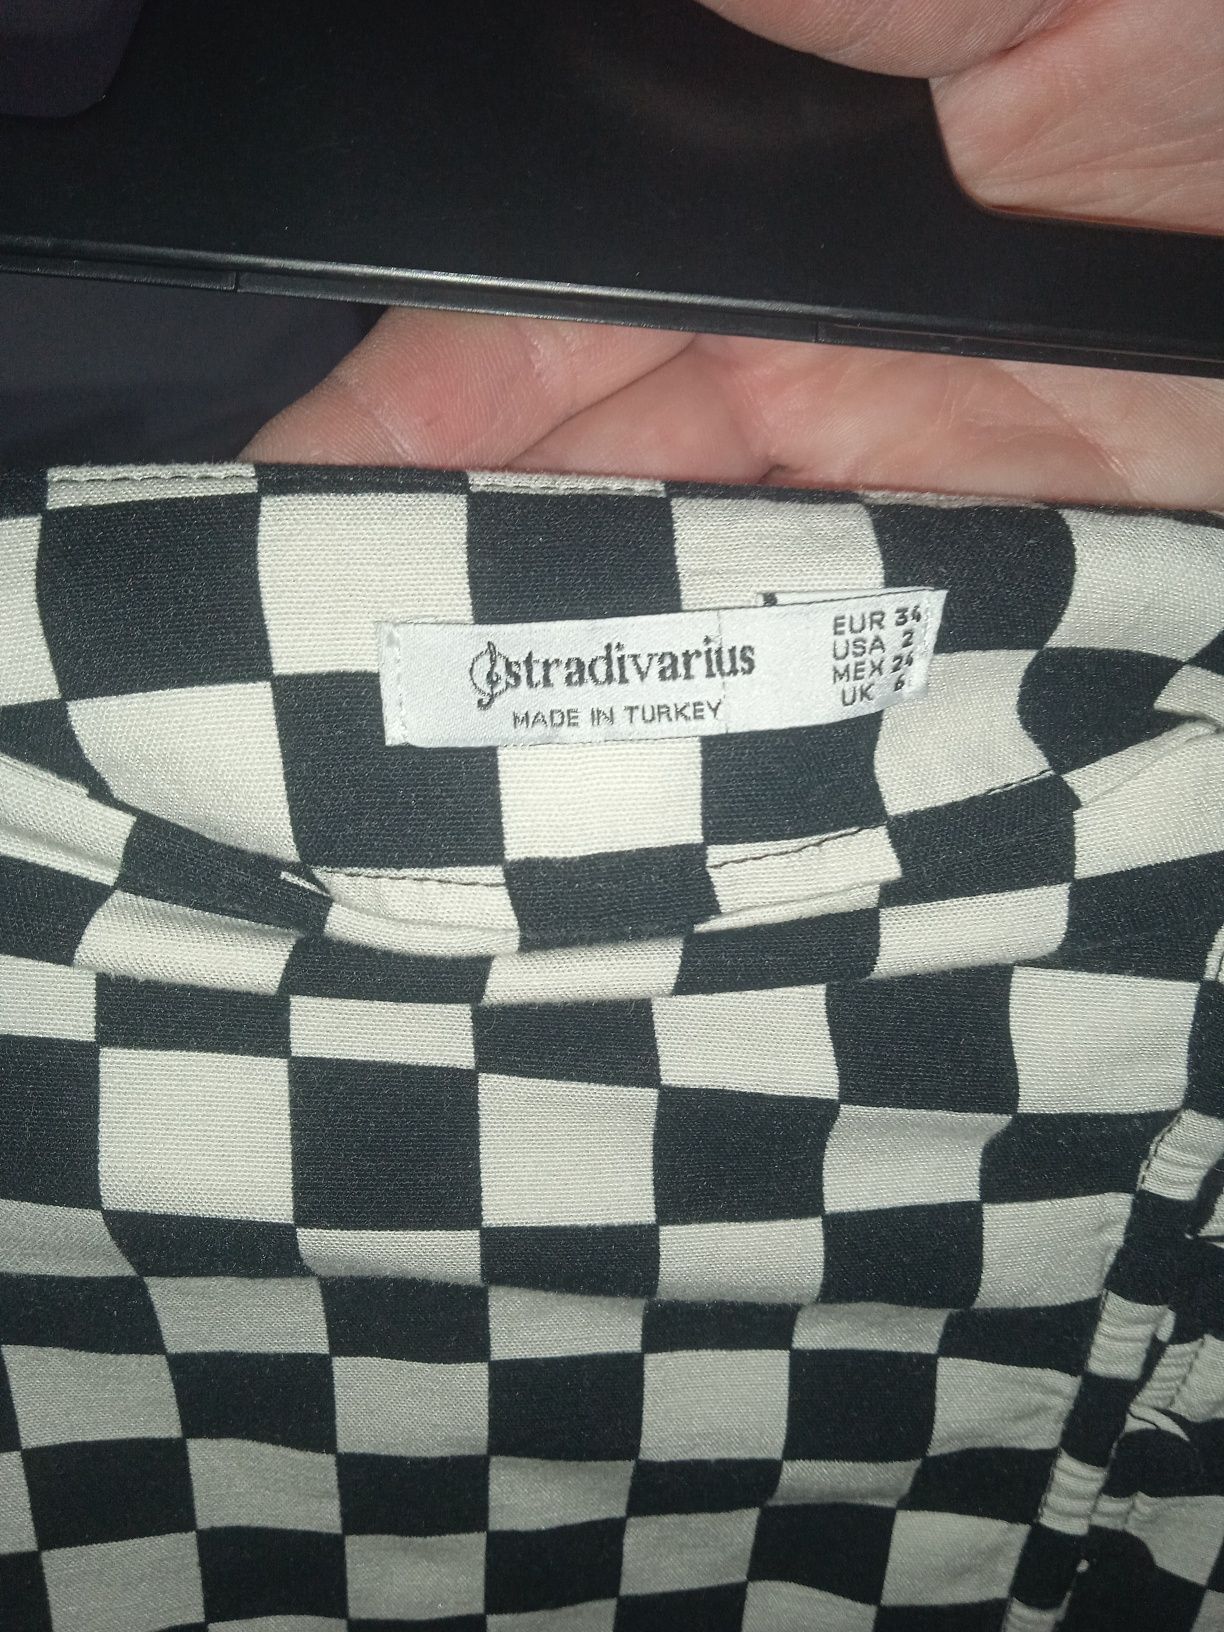 stradivarius
MADE IN TURKEY
EUR 34
USA 2
MEX 24
UK 6